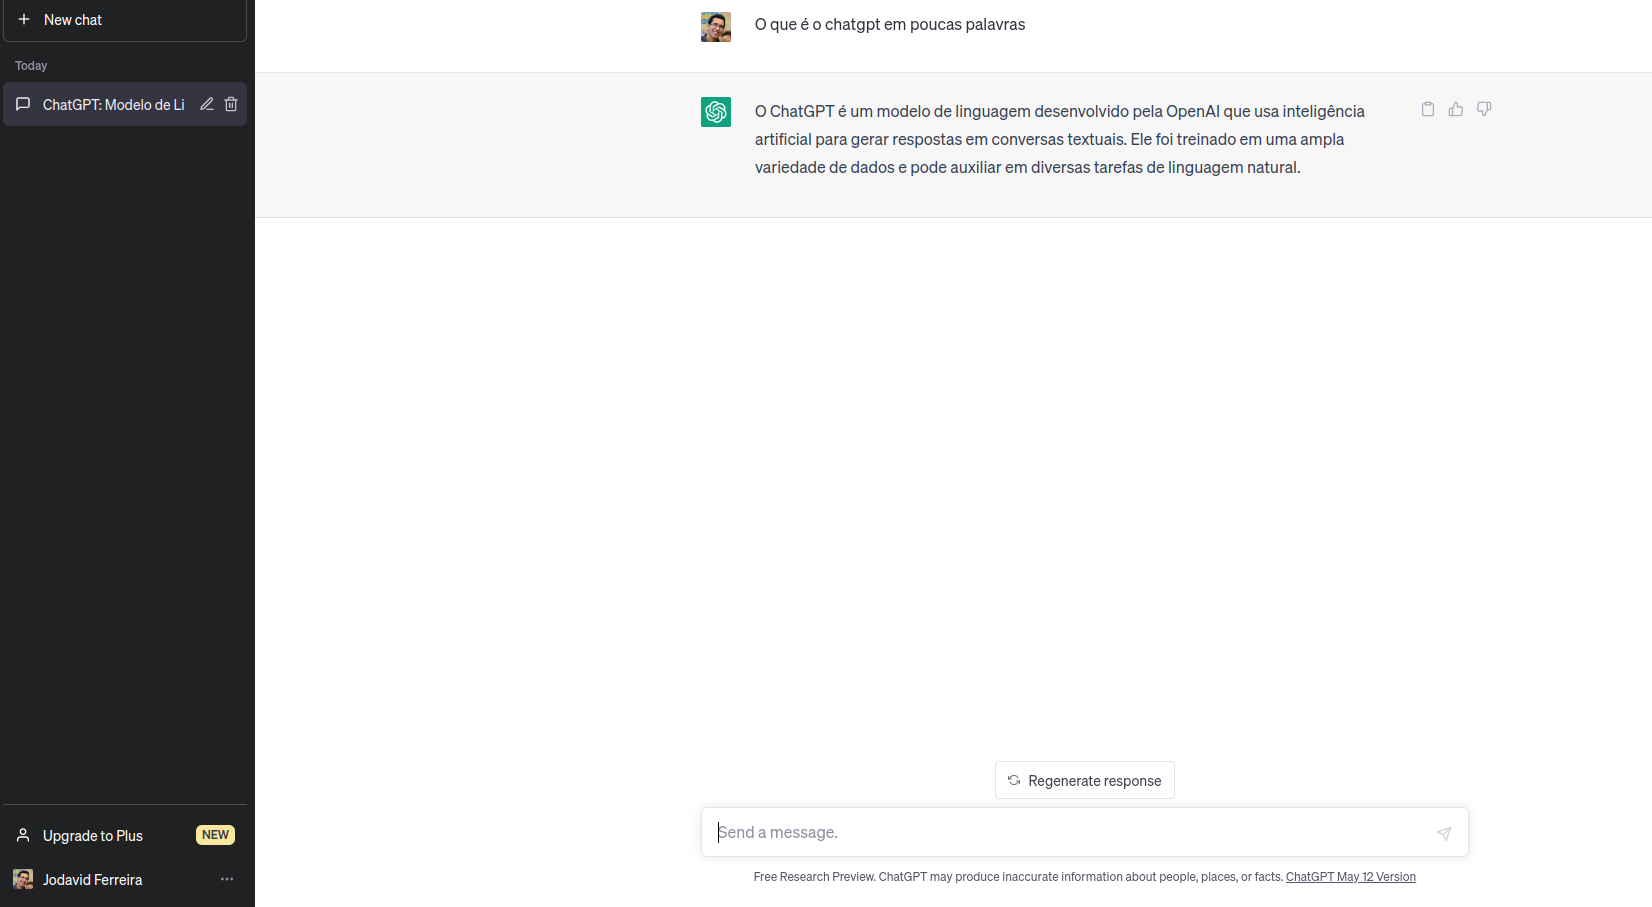 New chat
Today
ChatGPT: Modelo de Li
O que é o chatgpt em poucas palavras
O ChatGPT é um modelo de linguagem desenvolvido pela OpenAI que usa inteligência
artificial para gerar respostas em conversas textuais. Ele foi treinado em uma ampla
variedade de dados e pode auxiliar em diversas tarefas de linguagem natural.
Regenerate response
Send a message.
Free Research Preview. ChatGPT may produce inaccurate information about people, places, or facts. ChatGPT May 12 Version
Upgrade to Plus NEW
Jodavid Ferreira